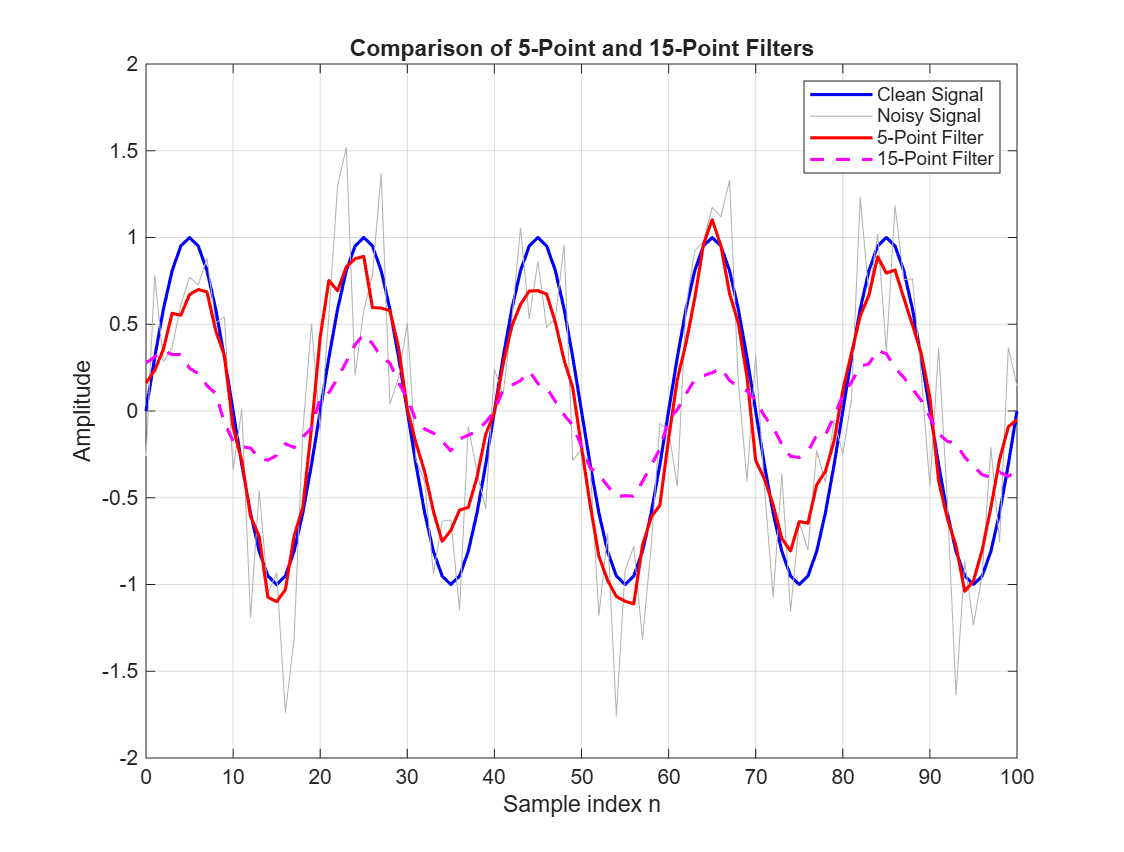 Comparison of 5-Point and 15-Point Filters
2
1.5
1
0.5
0
-0.5
-1
-1.5
-2
Amplitude
Clean Signal
Noisy Signal
5-Point Filter
15-Point Filter
0 10 20 30 40 50 60 70 80 90 100
Sample index n